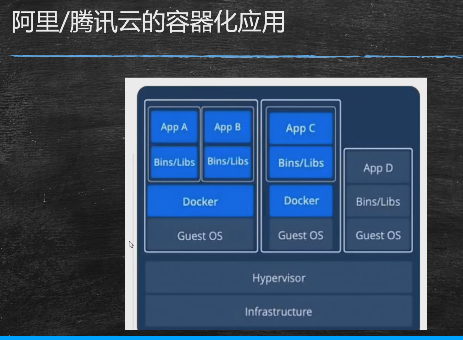 阿里/腾讯云的容器化应用
App A App B App C
Bins/Libs Bins/Libs Bins/Libs App D
Docker Docker Bins/Libs
Guest OS Guest OS Guest OS
Hypervisor
Infrastructure